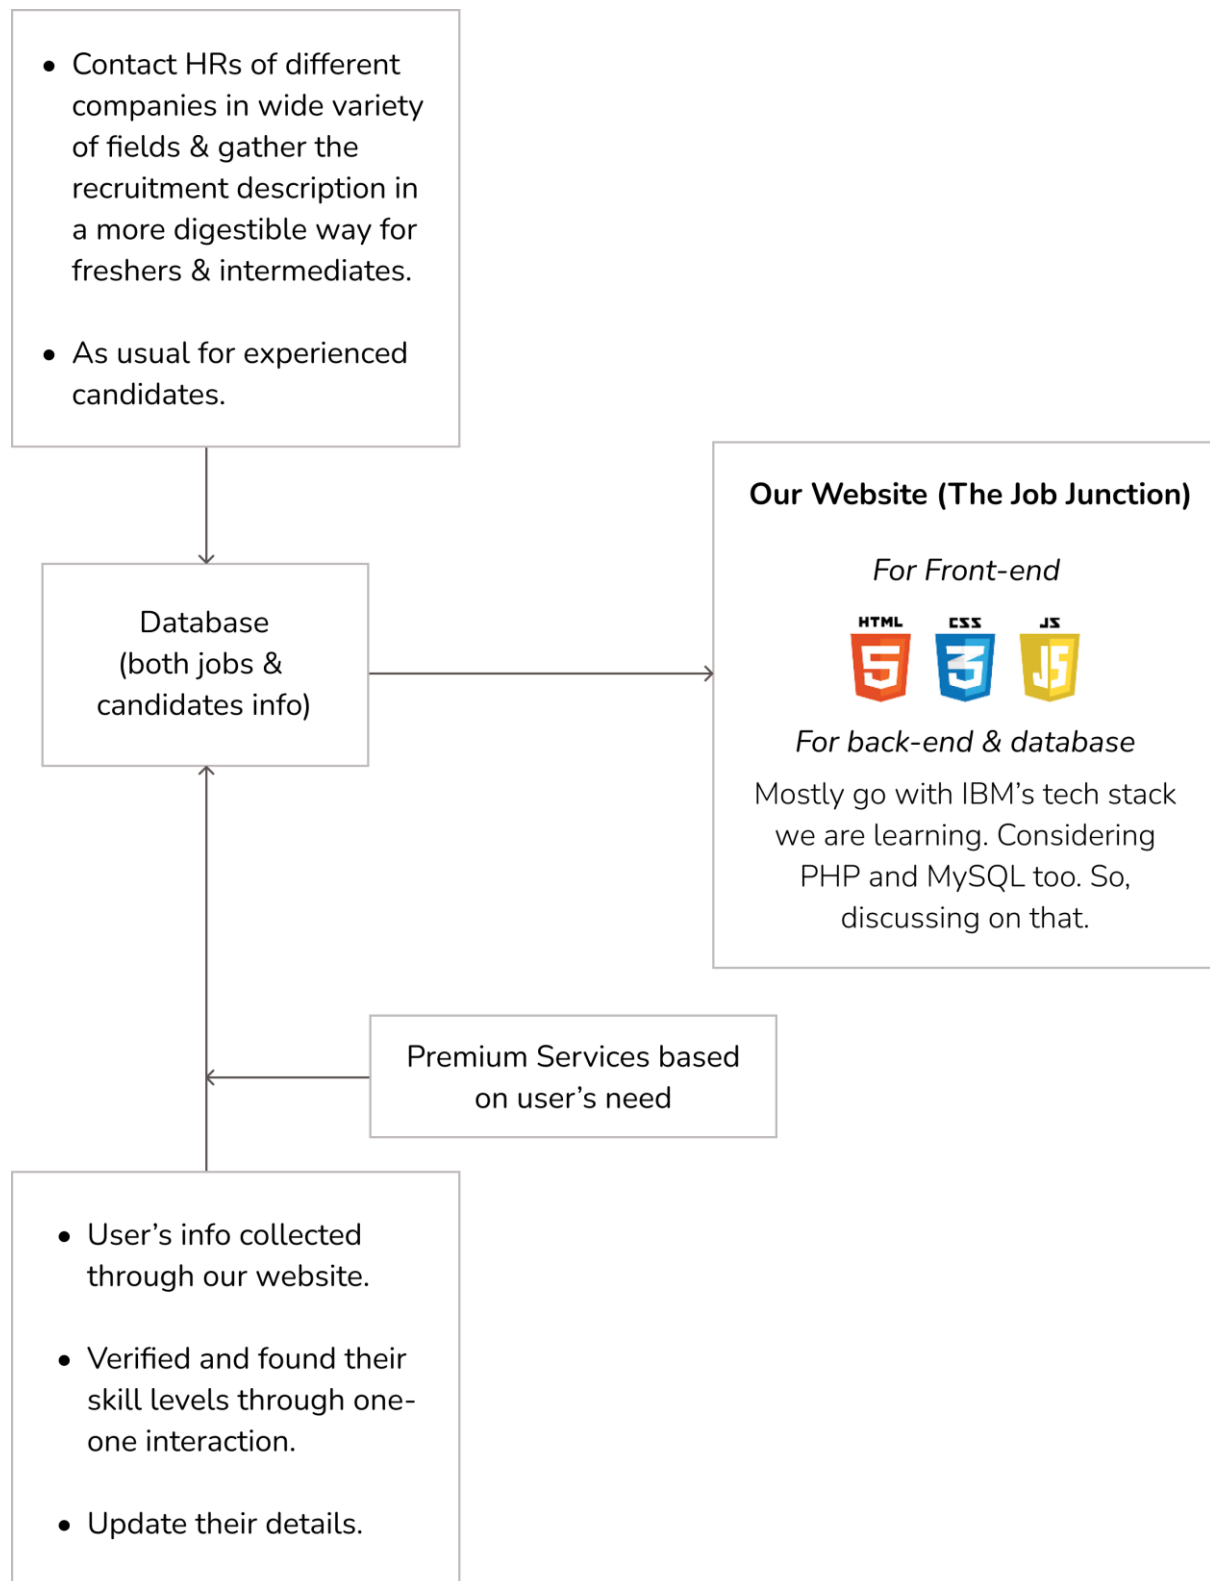 • Contact HRs of different
companies in wide variety
of fields & gather the
recruitment description in
a more digestible way for
freshers & intermediates.
• As usual for experienced
candidates.
Database
(both jobs &
candidates info)
Our Website (The Job Junction)
For Front-end
HTML CSS JS
5 3 JS
For back-end & database
Mostly go with IBM’s tech stack
we are learning. Considering
PHP and MySQL too. So,
discussing on that.
Premium Services based
on user’s need
• User’s info collected
through our website.
• Verified and found their
skill levels through one-
one interaction.
• Update their details.